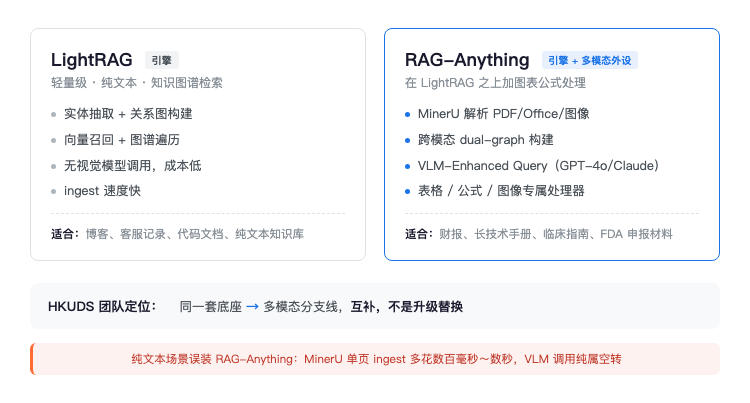 LightRAG 引擎
轻量级 · 纯文本 · 知识图谱检索
实体抽取 + 关系图构建
向量召回 + 图谱遍历
无视觉模型调用，成本低
ingest 速度快
适合：博客、客服记录、代码文档、纯文本知识库
RAG-Anything 引擎 + 多模态外设
在 LightRAG 之上加图表公式处理
MinerU 解析 PDF/Office/图像
跨模态 dual-graph 构建
VLM-Enhanced Query（GPT-4o/Claude）
表格 / 公式 / 图像专属处理器
适合：财报、长技术手册、临床指南、FDA 申报材料
HKUDS 团队定位： 同一套底座 → 多模态分支线，互补，不是升级替换
纯文本场景误装 RAG-Anything：MinerU 单页 ingest 多花数百毫秒～数秒，VLM 调用纯属空转